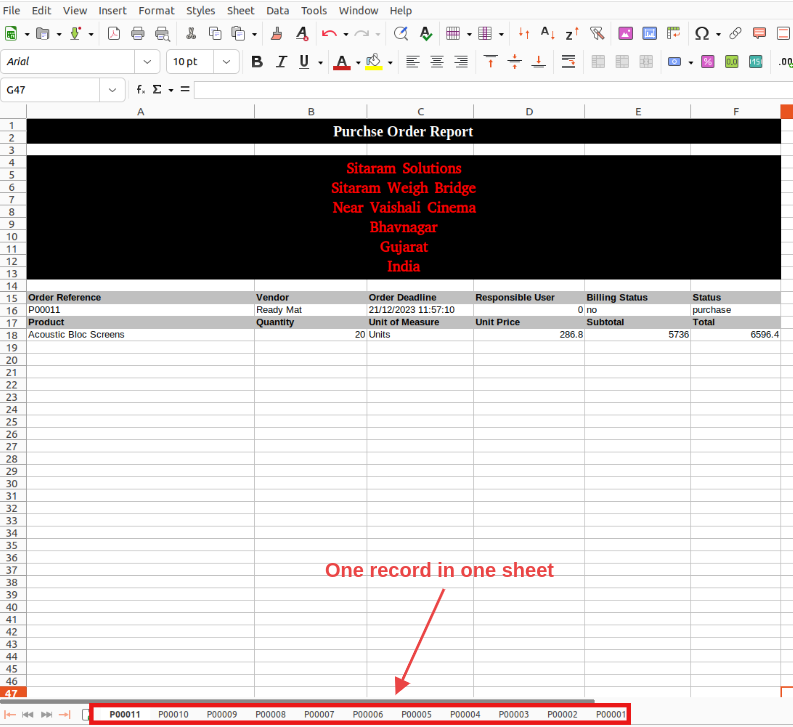 File Edit View Insert Format Styles Sheet Data Tools Window Help
Arial 10 pt B I U A
G47 fx Σ =
A B C D E F
1 Purchse Order Report
2
3
4 Sitaram Solutions
5 Sitaram Weigh Bridge
6 Near Vaishali Cinema
7 Bhavnagar
8 Gujarat
9 India
10
11
12
13
14
15 Order Reference Vendor Order Deadline Responsible User Billing Status Status
16 P00011 Ready Mat 21/12/2023 11:57:10 0 no purchase
17 Product Quantity Unit of Measure Unit Price Subtotal Total
18 Acoustic Bloc Screens 20 Units 286.8 5736 6596.4
19
20
21
22
23
24
25
26
27
28
29
30
31
32
33
34
35
36
37 One record in one sheet
38
39
40
41
42
43
44
45
46
47
P00011 P00010 P00009 P00008 P00007 P00006 P00005 P00004 P00003 P00002 P00001